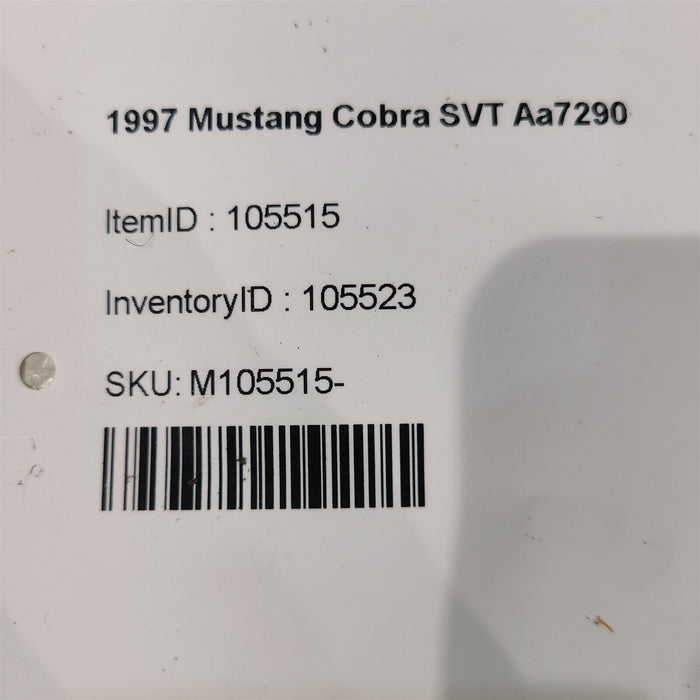 1997 Mustang Cobra SVT Aa7290
ItemID : 105515
InventoryID : 105523
SKU: M105515-